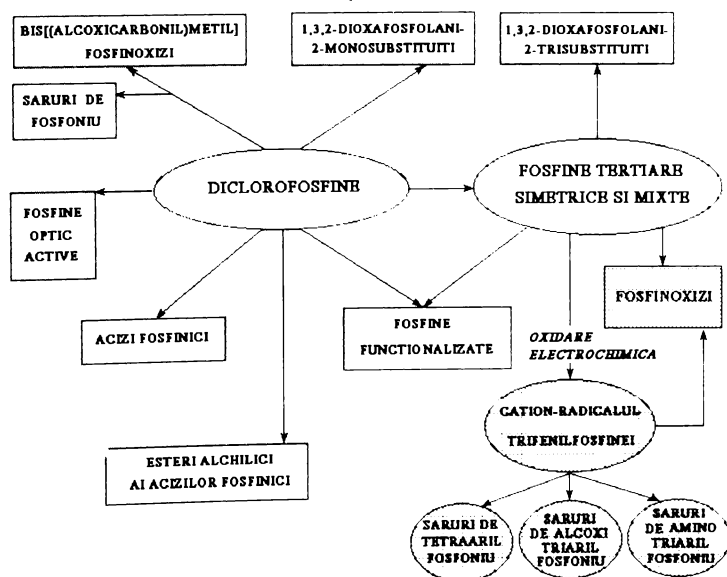 BIS[(ALCOXICARBONIL)METIL]
FOSFINOXIZI
1,3,2-DIOXAFOSFOLANI-
2-MONOSUBSTITUITI
1,3,2-DIOXAFOSFOLANI-
2-TRISUBSTITUITI
SARURI DE
FOSFONIU
DICLOROFOSFINE
FOSFINE TERTIARE
SIMETRICE SI MIXTE
FOSFINE
OPTIC
ACTIVE
ACIZI FOSFINICI
FOSFINE
FUNCTIONALIZATE
FOSFINOXIZI
OXIDARE
ELECTROCHIMICA
CATION-RADICALUL
TRIFENILFOSFINEI
ESTERI ALCHILICI
AI ACIZILOR FOSFINICI
SARURI DE
TETRAARIL
FOSFONIU
SARURI
DE ALCOXI
TRIARIL
FOSFONIU
SARURI
DE AMINO
TRIARIL
FOSFONIU